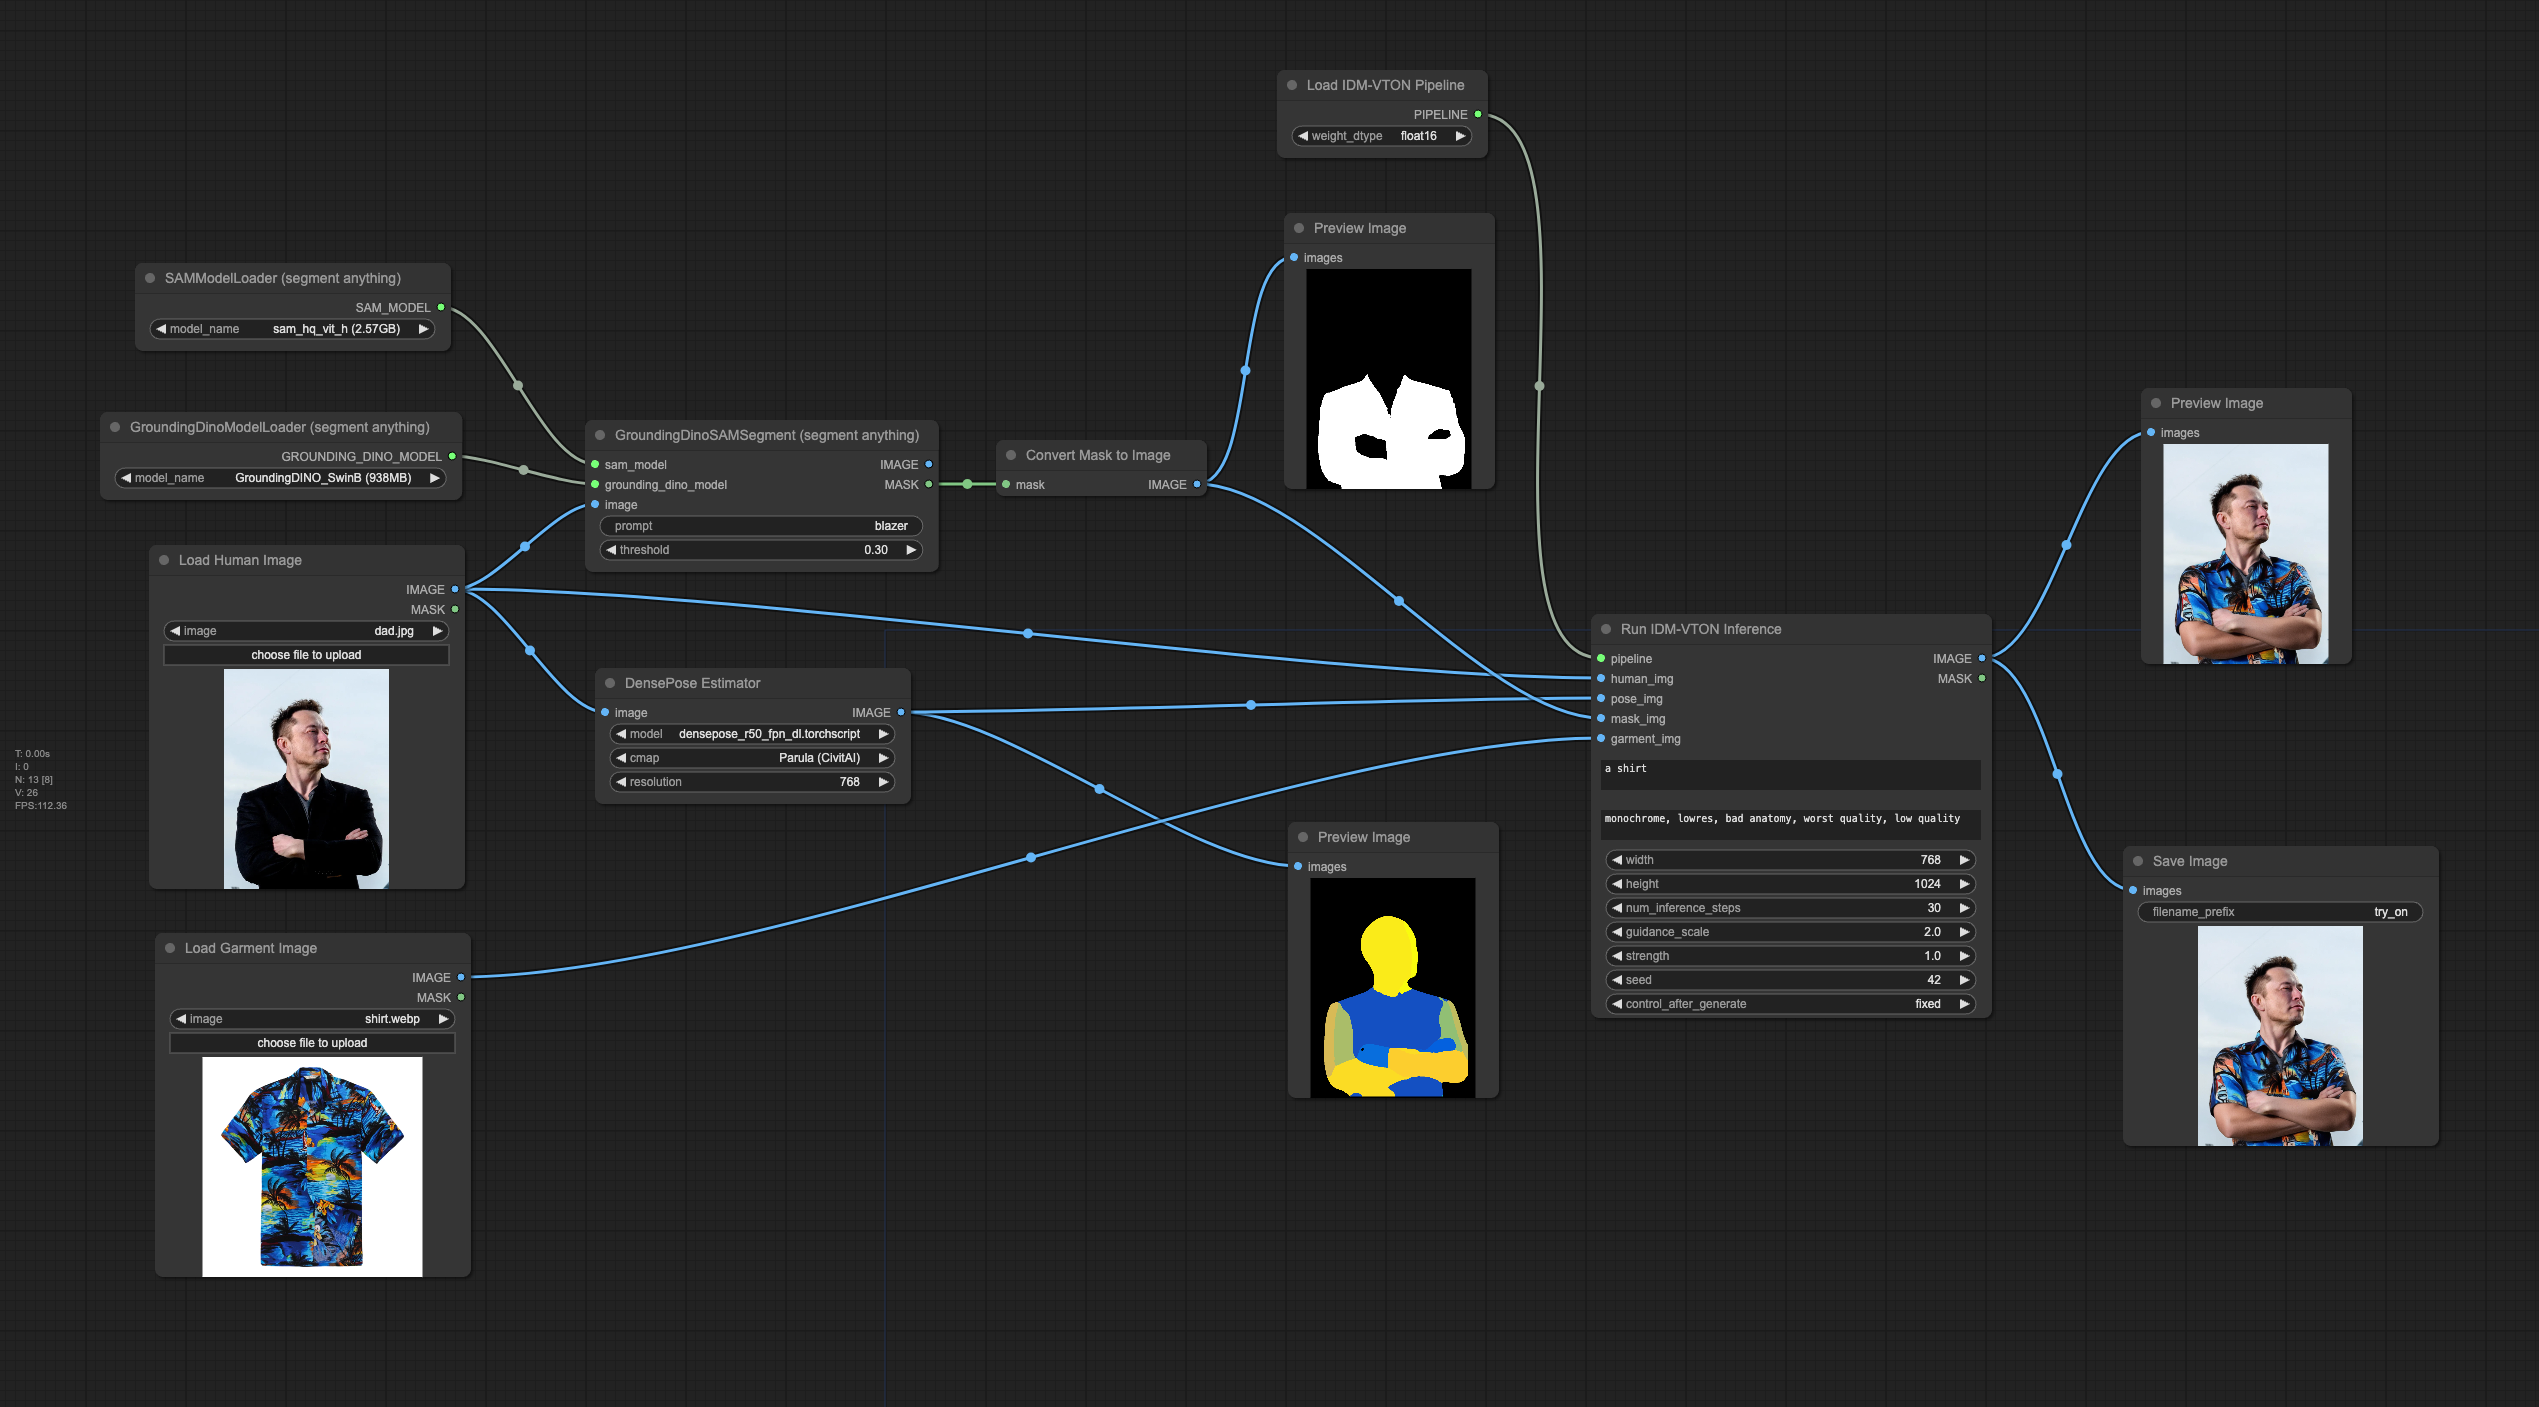 Load IDM-VTON Pipeline
PIPELINE
weight_dtype float16
Preview Image
images
SAMModelLoader (segment anything)
SAM_MODEL
model_name sam_hq_vit_h (2.57GB)
GroundingDinoModelLoader (segment anything)
GROUNDING_DINO_MODEL
model_name GroundingDINO_SwinB (938MB)
GroundingDinoSAMSegment (segment anything)
sam_model IMAGE
grounding_dino_model MASK
image
prompt blazer
threshold 0.30
Convert Mask to Image
mask IMAGE
Load Human Image
IMAGE
MASK
image dad.jpg
choose file to upload
DensePose Estimator
image IMAGE
model densepose_r50_fpn_dl.torchscript
cmap Parula (CivitAI)
resolution 768
T: 0.00s
I: 0
N: 13 [8]
V: 26
FPS:112.36
Load Garment Image
IMAGE
MASK
image shirt.webp
choose file to upload
Preview Image
images
Run IDM-VTON Inference
pipeline IMAGE
human_img MASK
pose_img
mask_img
garment_img
a shirt
monochrome, lowres, bad anatomy, worst quality, low quality
width 768
height 1024
num_inference_steps 30
guidance_scale 2.0
strength 1.0
seed 42
control_after_generate fixed
Preview Image
images
Save Image
images
filename_prefix try_on